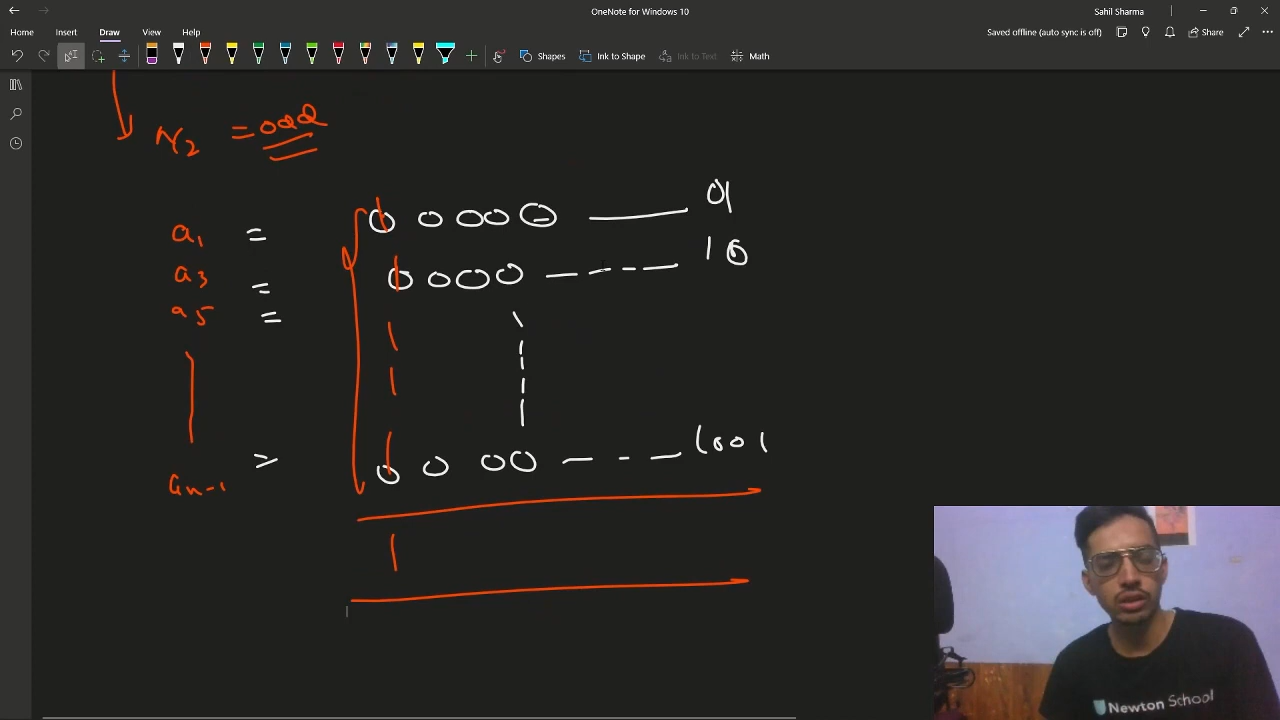 OneNote for Windows 10
Sahil Sharma
Home Insert Draw View Help
Saved offline (auto sync is off) Share
Shapes Ink to Shape Ink to Text Math
N/2 = odd
a1 = 0 0 0 0 0 01
a3 = 0 0 0 0 10
a5 =
an-1 = 0 0 0 0 1001
1
Newton School